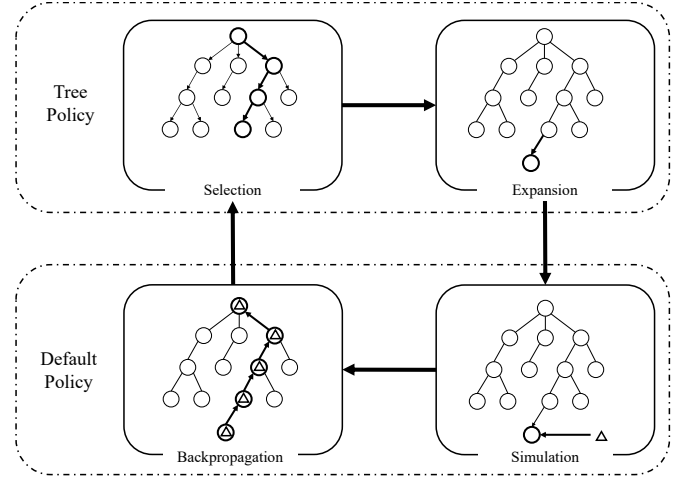 Tree
Policy
Selection
Expansion
Default
Policy
Backpropagation
Simulation